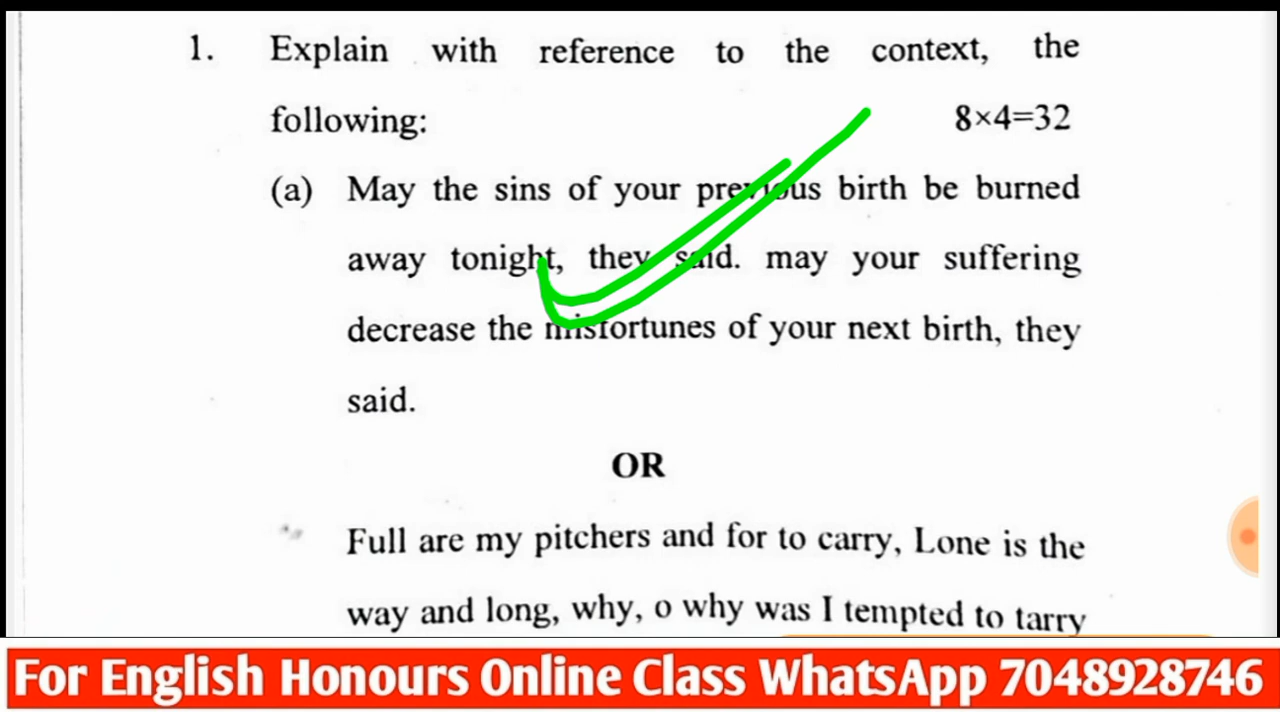 1. Explain with reference to the context, the
following: 8×4=32
(a) May the sins of your previous birth be burned
away tonight, they said. may your suffering
decrease the misfortunes of your next birth, they
said.
OR
Full are my pitchers and for to carry, Lone is the
way and long, why, o why was I tempted to tarry
For English Honours Online Class WhatsApp 7048928746